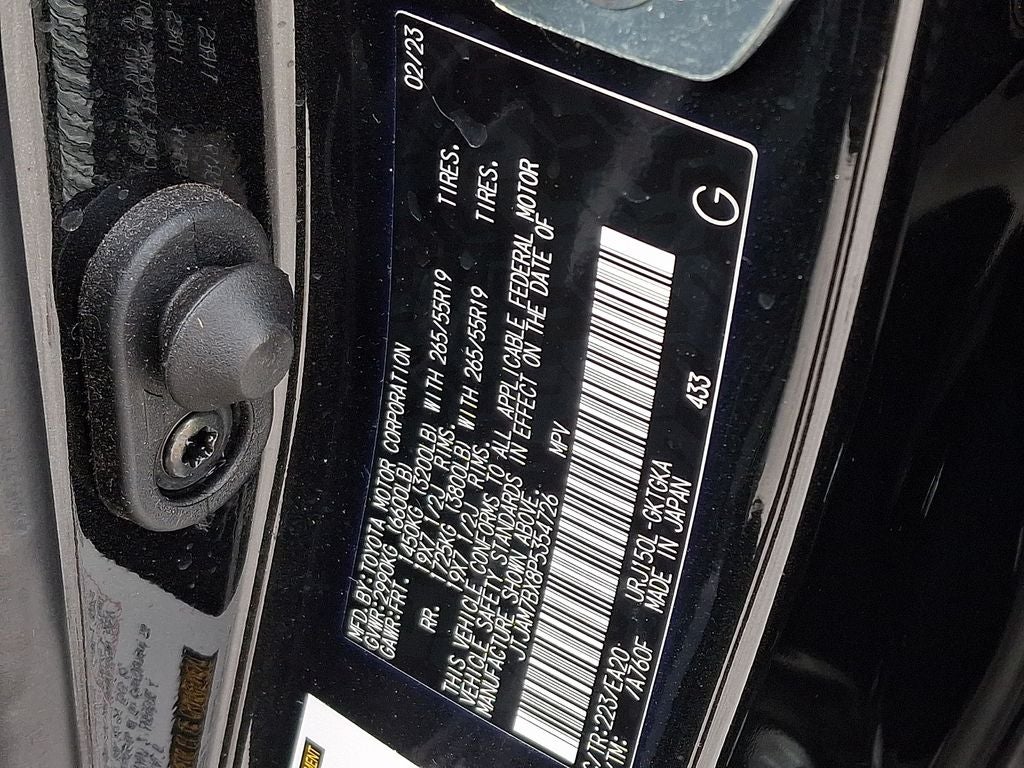 MFD.BY:TOYOTA MOTOR CORPORATION 02/23
GVWR:2990KG (6600LB)
GAWR:FRT. 1450KG (3200LB) WITH 265/55R19 TIRES.
19X7 1/2J RIMS.
RR. 1725KG (3800LB) WITH 265/55R19 TIRES.
19X7 1/2J RIMS.
THIS VEHICLE CONFORMS TO ALL APPLICABLE FEDERAL MOTOR
VEHICLE SAFETY STANDARDS IN EFFECT ON THE DATE OF
MANUFACTURE SHOWN ABOVE.
JTJAM7BX8P5354726 MPV
C/TR:223/EA20 URJ150L-GKTGKA 433 G
/TM: /A760F MADE IN JAPAN